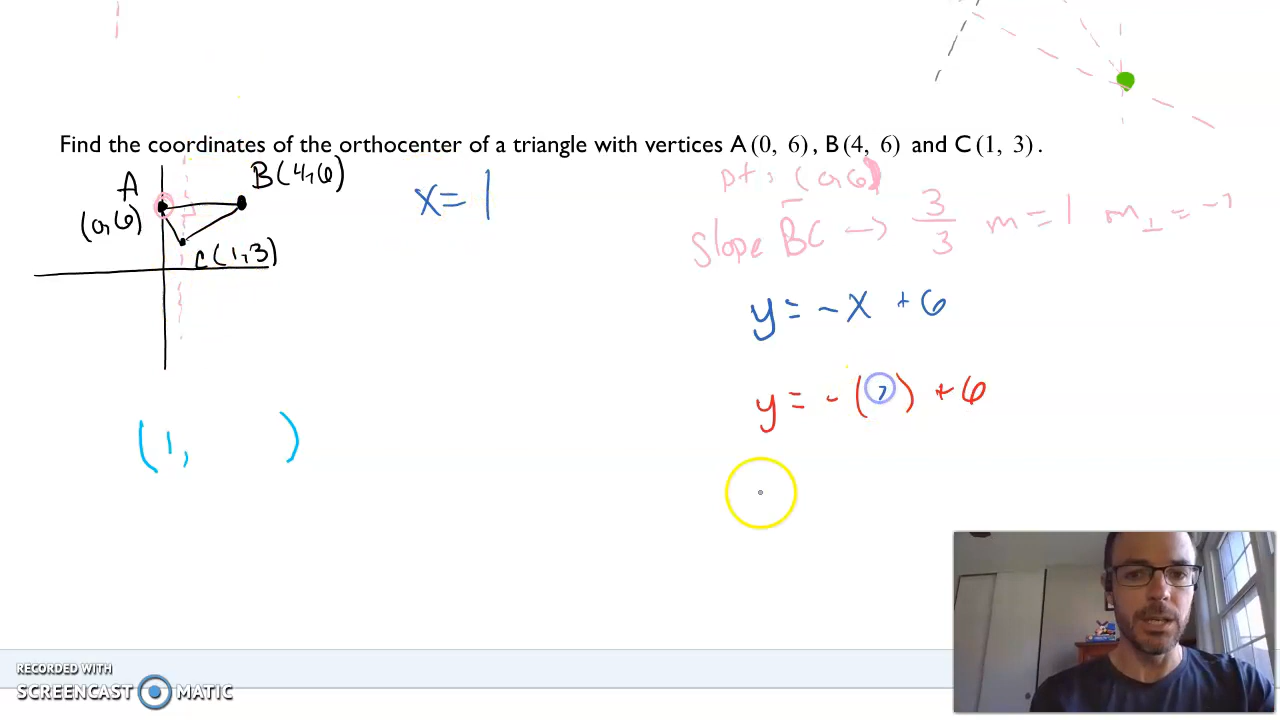 Find the coordinates of the orthocenter of a triangle with vertices A (0, 6), B (4, 6) and C (1, 3).
A
(0,6)
B(4,6)
C(1,3)
x = 1
pt: (0,6)
slope BC → 3/3 m = 1 m⊥ = -1
y = -x + 6
y = -( ) + 6
(1, )
RECORDED WITH
SCREENCAST MATIC